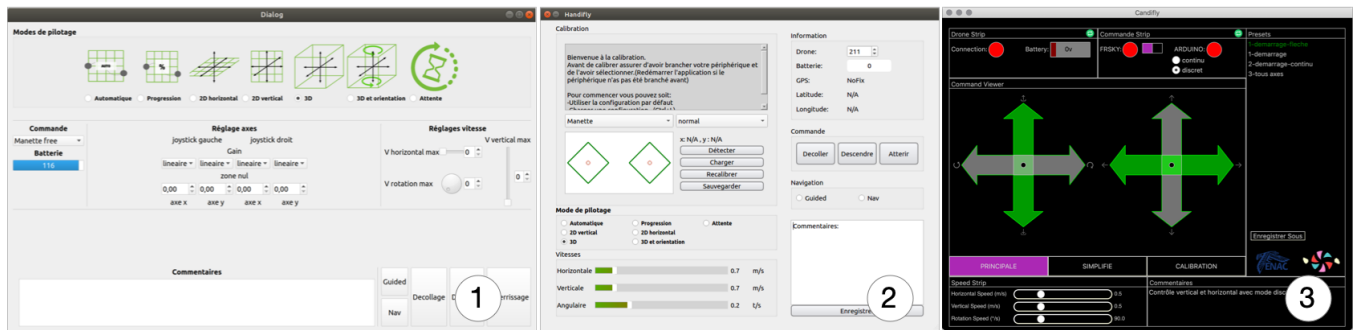 Dialog
Modes de pilotage
Automatique Progression 2D horizontal 2D vertical 3D 3D et orientation Attente
Commande
Manette free
Batterie
116
Réglage axes
joystick gauche joystick droit
Gain
lineaire lineaire lineaire lineaire
zone nul
0,00 0,00 0,00 0,00
axe x axe y axe x axe y
Réglages vitesse
V vertical max
V horizontal max 0
V rotation max 0
0
Commentaires
Guided
Nav
Decollage
1
Handifly
Calibration
Bienvenue à la calibration.
Avant de calibrer assurer d'avoir brancher votre périphérique et
de l'avoir sélectionner.(Redémarrer l'application si le
périphérique n'as pas été branché avant)
Pour commencer vous pouvez soit:
-Utiliser la configuration par défaut
Manette normal
x: N/A , y : N/A
Détecter
Charger
Recalibrer
Sauvegarder
Mode de pilotage
Automatique Progression Attente
2D vertical 2D horizontal
3D 3D et orientation
Vitesses
Horizontale 0.7 m/s
Verticale 0.7 m/s
Angulaire 0.2 t/s
Information
Drone: 211
Batterie: 0
GPS: NoFix
Latitude: N/A
Longitude: N/A
Commande
Decoller Descendre Atterir
Navigation
Guided Nav
Commentaires:
2
Candifly
Drone Strip
Connection: Battery: 0v
Commande Strip
FRSKY: ARDUINO:
continu
discret
Presets
1-demarrage-fleche
1-demarrage
2-demarrage-continu
3-tous axes
Command Viewer
Enregistrer Sous
ENAC
PRINCIPALE SIMPLIFIE CALIBRATION
Speed Strip
Horizontal Speed (m/s) 0.5
Vertical Speed (m/s) 0.5
Rotation Speed (°/s) 90.0
Commentaires
Contrôle vertical et horizontal avec mode
3